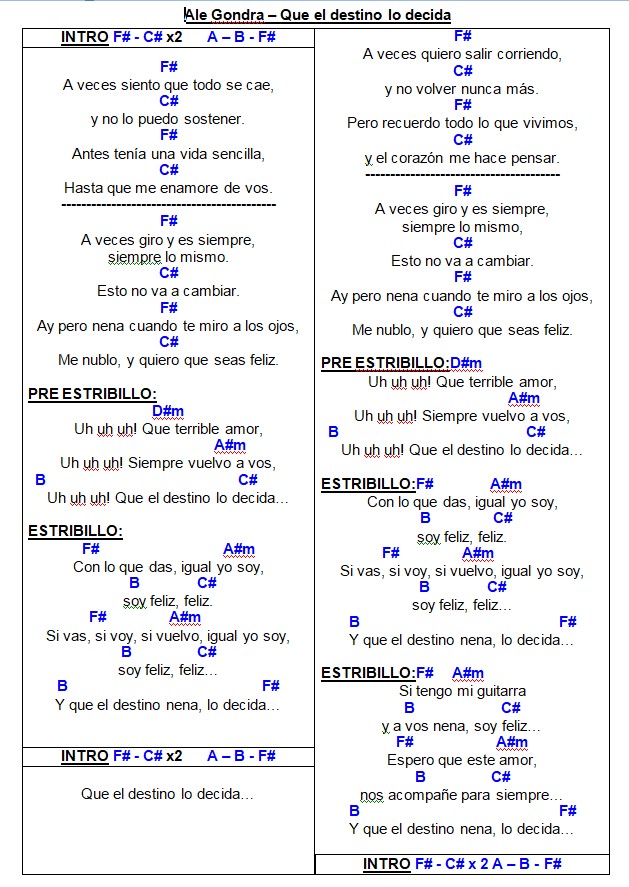 Ale Gondra – Que el destino lo decida
INTRO F# - C# x2 A – B - F#
F#
A veces siento que todo se cae,
C#
y no lo puedo sostener.
F#
Antes tenía una vida sencilla,
C#
Hasta que me enamore de vos.
--------------------------------------------
F#
A veces giro y es siempre,
siempre lo mismo.
C#
Esto no va a cambiar.
F#
Ay pero nena cuando te miro a los ojos,
C#
Me nublo, y quiero que seas feliz.
PRE ESTRIBILLO:
D#m
Uh uh uh! Que terrible amor,
A#m
Uh uh uh! Siempre vuelvo a vos,
B C#
Uh uh uh! Que el destino lo decida…
ESTRIBILLO:
F# A#m
Con lo que das, igual yo soy,
B C#
soy feliz, feliz.
F# A#m
Si vas, si voy, si vuelvo, igual yo soy,
B C#
soy feliz, feliz…
B F#
Y que el destino nena, lo decida…
INTRO F# - C# x2 A – B - F#
Que el destino lo decida…
F#
A veces quiero salir corriendo,
C#
y no volver nunca más.
F#
Pero recuerdo todo lo que vivimos,
C#
y el corazón me hace pensar.
----------------------------------------
F#
A veces giro y es siempre,
siempre lo mismo,
C#
Esto no va a cambiar.
F#
Ay pero nena cuando te miro a los ojos,
C#
Me nublo, y quiero que seas feliz.
PRE ESTRIBILLO:D#m
Uh uh uh! Que terrible amor,
A#m
Uh uh uh! Siempre vuelvo a vos,
B C#
Uh uh uh! Que el destino lo decida…
ESTRIBILLO:F# A#m
Con lo que das, igual yo soy,
B C#
soy feliz, feliz.
F# A#m
Si vas, si voy, si vuelvo, igual yo soy,
B C#
soy feliz, feliz…
B F#
Y que el destino nena, lo decida…
ESTRIBILLO:F# A#m
Si tengo mi guitarra
B C#
y a vos nena, soy feliz…
F# A#m
Espero que este amor,
B C#
nos acompañe para siempre…
B F#
Y que el destino nena, lo decida…
INTRO F# - C# x 2 A – B - F#